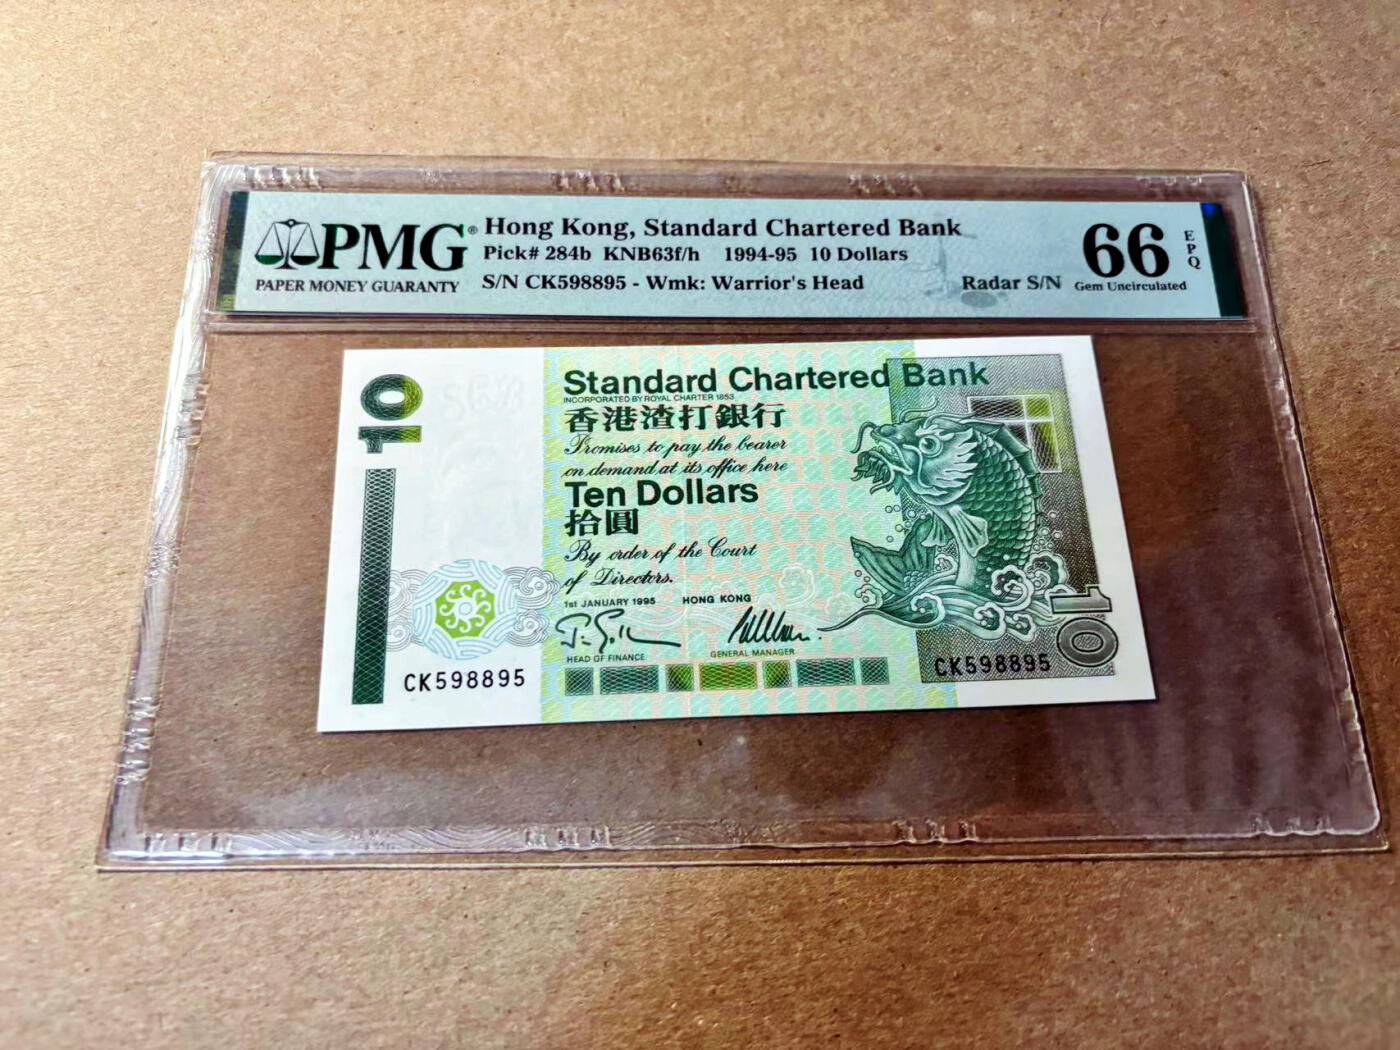 PMG®
PAPER MONEY GUARANTY
Hong Kong, Standard Chartered Bank
Pick# 284b KNB63f/h 1994-95 10 Dollars
S/N CK598895 - Wmk: Warrior's Head
Radar S/N
66
Gem Uncirculated
EPQ
10
Standard Chartered Bank
INCORPORATED BY ROYAL CHARTER 1853
香港渣打銀行
Promises to pay the bearer
on demand at its office here
Ten Dollars
拾圓
By order of the Court
of Directors.
1st JANUARY 1995 HONG KONG
HEAD OF FINANCE
GENERAL MANAGER
CK598895
CK598895
10